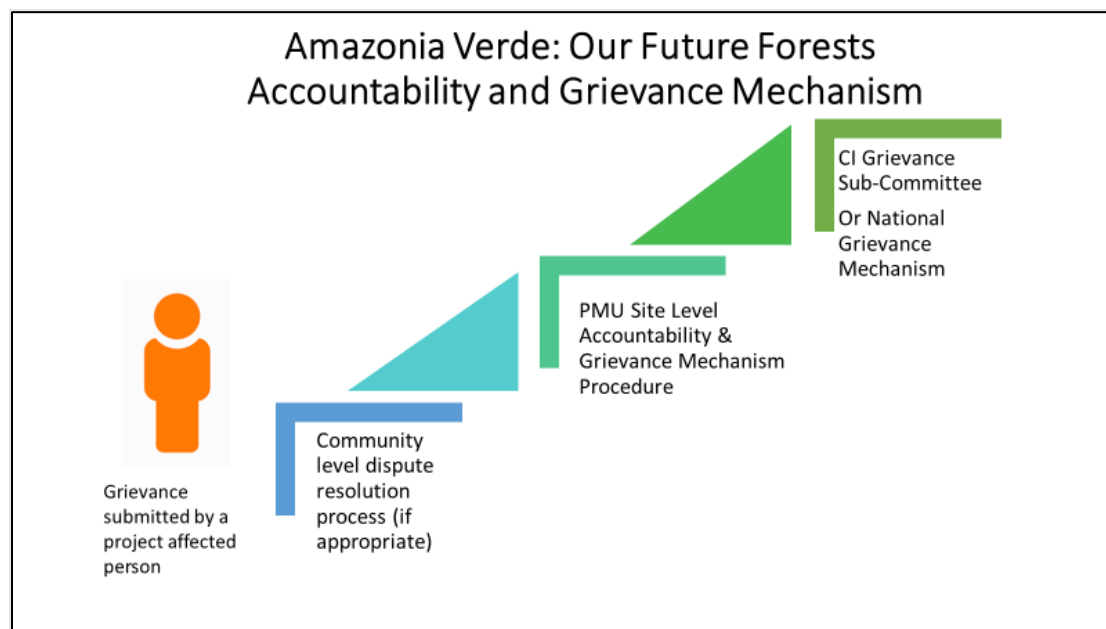 Amazonia Verde: Our Future Forests
Accountability and Grievance Mechanism
Grievance
submitted by a
project affected
person
Community
level dispute
resolution
process (if
appropriate)
PMU Site Level
Accountability &
Grievance Mechanism
Procedure
CI Grievance
Sub-Committee
Or National
Grievance
Mechanism